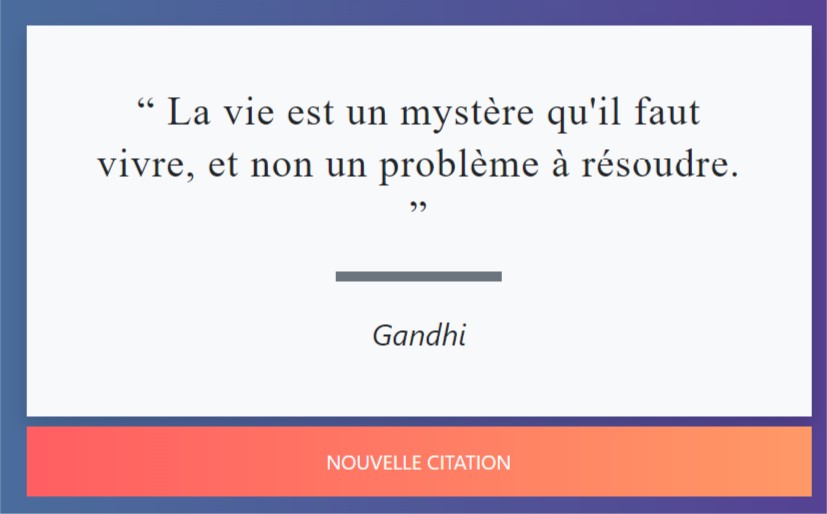 “ La vie est un mystère qu'il faut
vivre, et non un problème à résoudre.
”
Gandhi
NOUVELLE CITATION